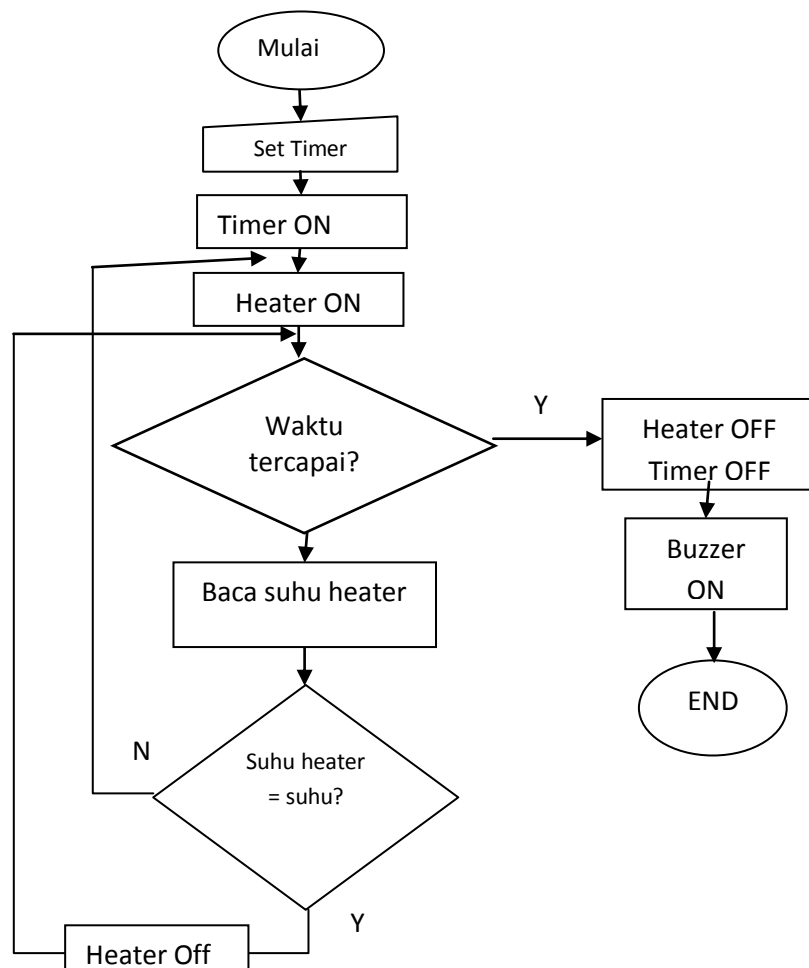 Mulai
Set Timer
Timer ON
Heater ON
Waktu
tercapai?
Y
Heater OFF
Timer OFF
Buzzer
ON
END
Baca suhu heater
Suhu heater
= suhu?
N
Y
Heater Off